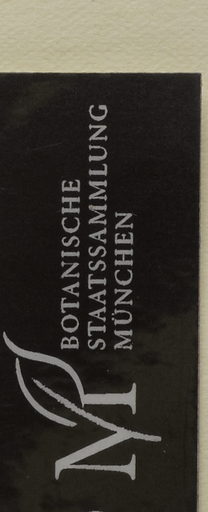 BOTANISCHE
STAATSSAMMLUNG
MÜNCHEN
M